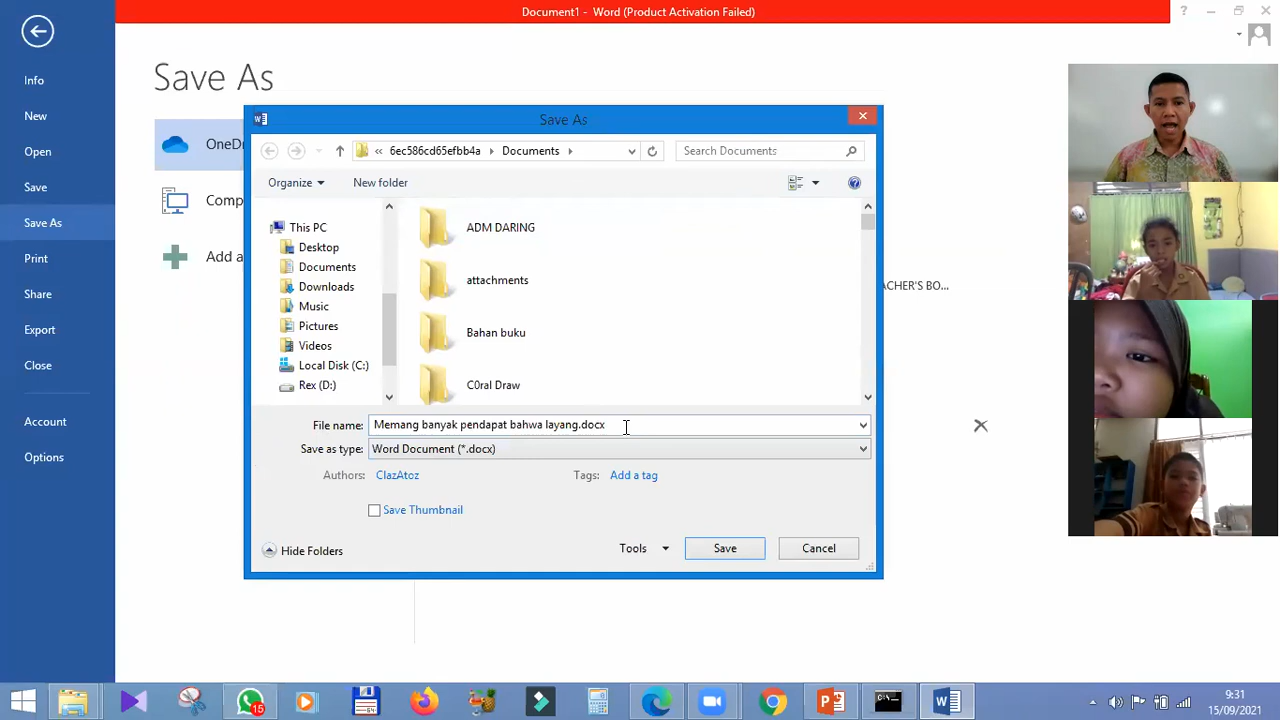 Document1 - Word (Product Activation Failed)
?
Info
New
Open
Save
Save As
Print
Share
Export
Close
Account
Options
Save As
OneD
Comp
Add a
ACHER'S BO...
Save As
« 6ec586cd65efbb4a Documents
Search Documents
Organize
New folder
This PC
Desktop
Documents
Downloads
Music
Pictures
Videos
Local Disk (C:)
Rex (D:)
ADM DARING
attachments
Bahan buku
C0ral Draw
File name: Memang banyak pendapat bahwa layang.docx
Save as type: Word Document (*.docx)
Authors: ClazAtoz
Tags: Add a tag
Save Thumbnail
Hide Folders
Tools
Save
Cancel
15
9:31
15/09/2021